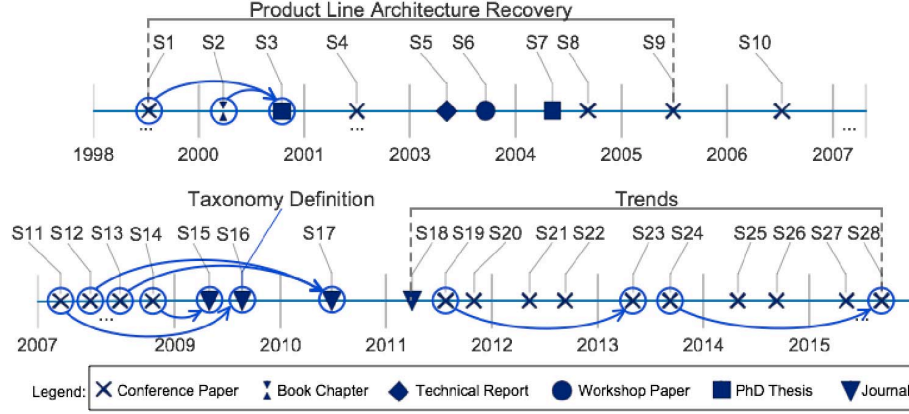 Product Line Architecture Recovery
S1 S2 S3 S4 S5 S6 S7 S8 S9 S10
... ... ...
1998 2000 2001 2003 2004 2005 2006 2007
Taxonomy Definition Trends
S11 S12 S13 S14 S15 S16 S17 S18 S19 S20 S21 S22 S23 S24 S25 S26 S27 S28
... ...
2007 2009 2010 2011 2012 2013 2014 2015
Legend: Conference Paper Book Chapter Technical Report Workshop Paper PhD Thesis Journal